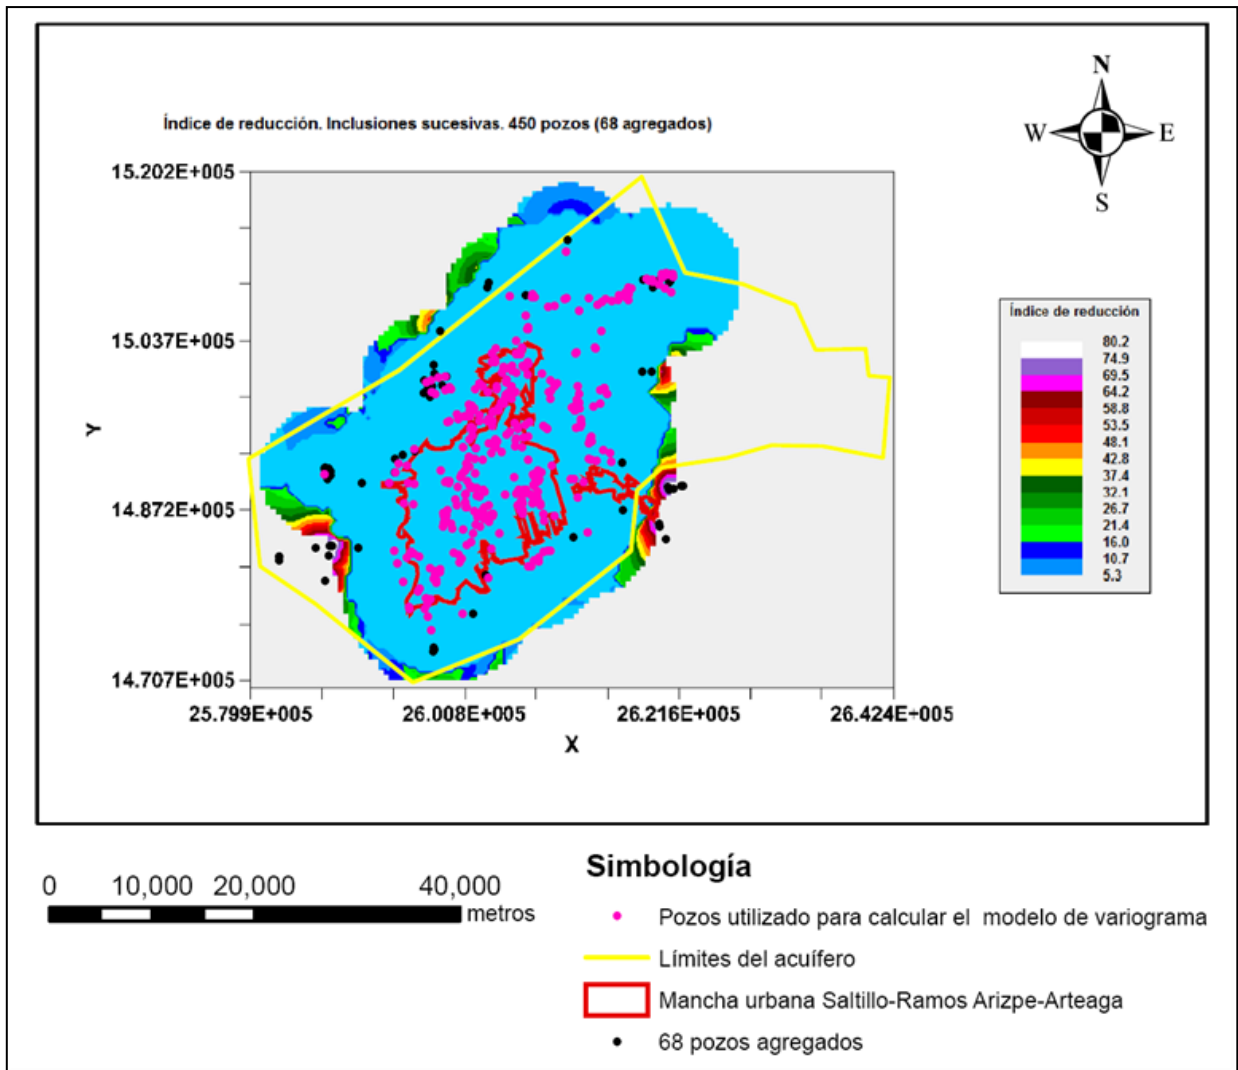 N
W E
S
Índice de reducción. Inclusiones sucesivas. 450 pozos (68 agregados)
15.202E+005
15.037E+005
14.872E+005
14.707E+005
Y
25.799E+005 26.008E+005 26.216E+005 26.424E+005
X
Índice de reducción
80.2
74.9
69.5
64.2
58.8
53.5
48.1
42.8
37.4
32.1
26.7
21.4
16.0
10.7
5.3
0 10,000 20,000 40,000
metros
Simbología
Pozos utilizado para calcular el modelo de variograma
Límites del acuífero
Mancha urbana Saltillo-Ramos Arizpe-Arteaga
68 pozos agregados